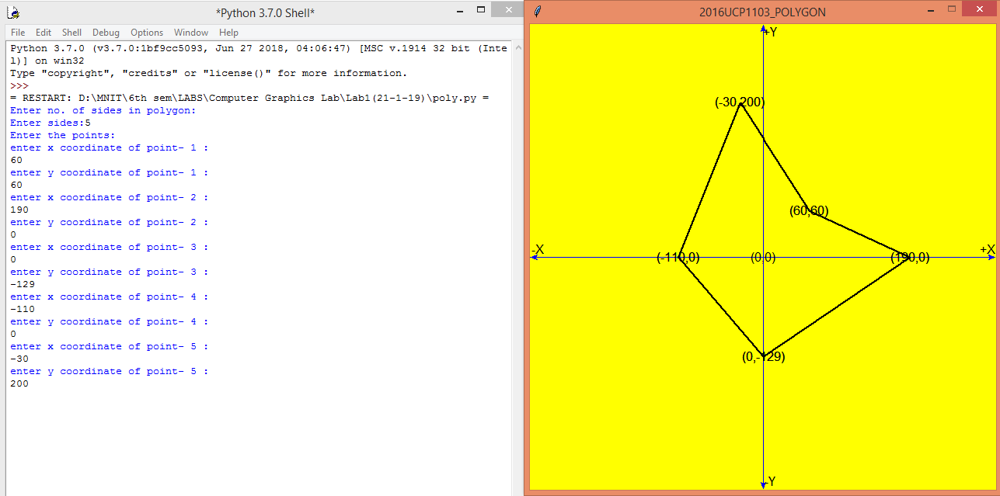 *Python 3.7.0 Shell*
File Edit Shell Debug Options Window Help
Python 3.7.0 (v3.7.0:1bf9cc5093, Jun 27 2018, 04:06:47) [MSC v.1914 32 bit (Inte
l)] on win32
Type "copyright", "credits" or "license()" for more information.
>>>
= RESTART: D:\MNIT\6th sem\LABS\Computer Graphics Lab\Lab1(21-1-19)\poly.py =
Enter no. of sides in polygon:
Enter sides:5
Enter the points:
enter x coordinate of point- 1 :
60
enter y coordinate of point- 1 :
60
enter x coordinate of point- 2 :
190
enter y coordinate of point- 2 :
0
enter x coordinate of point- 3 :
0
enter y coordinate of point- 3 :
-129
enter x coordinate of point- 4 :
-110
enter y coordinate of point- 4 :
0
enter x coordinate of point- 5 :
-30
enter y coordinate of point- 5 :
200
2016UCP1103_POLYGON
+Y
(-30,200)
(60,60)
-X
+X
(-110,0)
(0,0)
(190,0)
(0,-129)
-Y